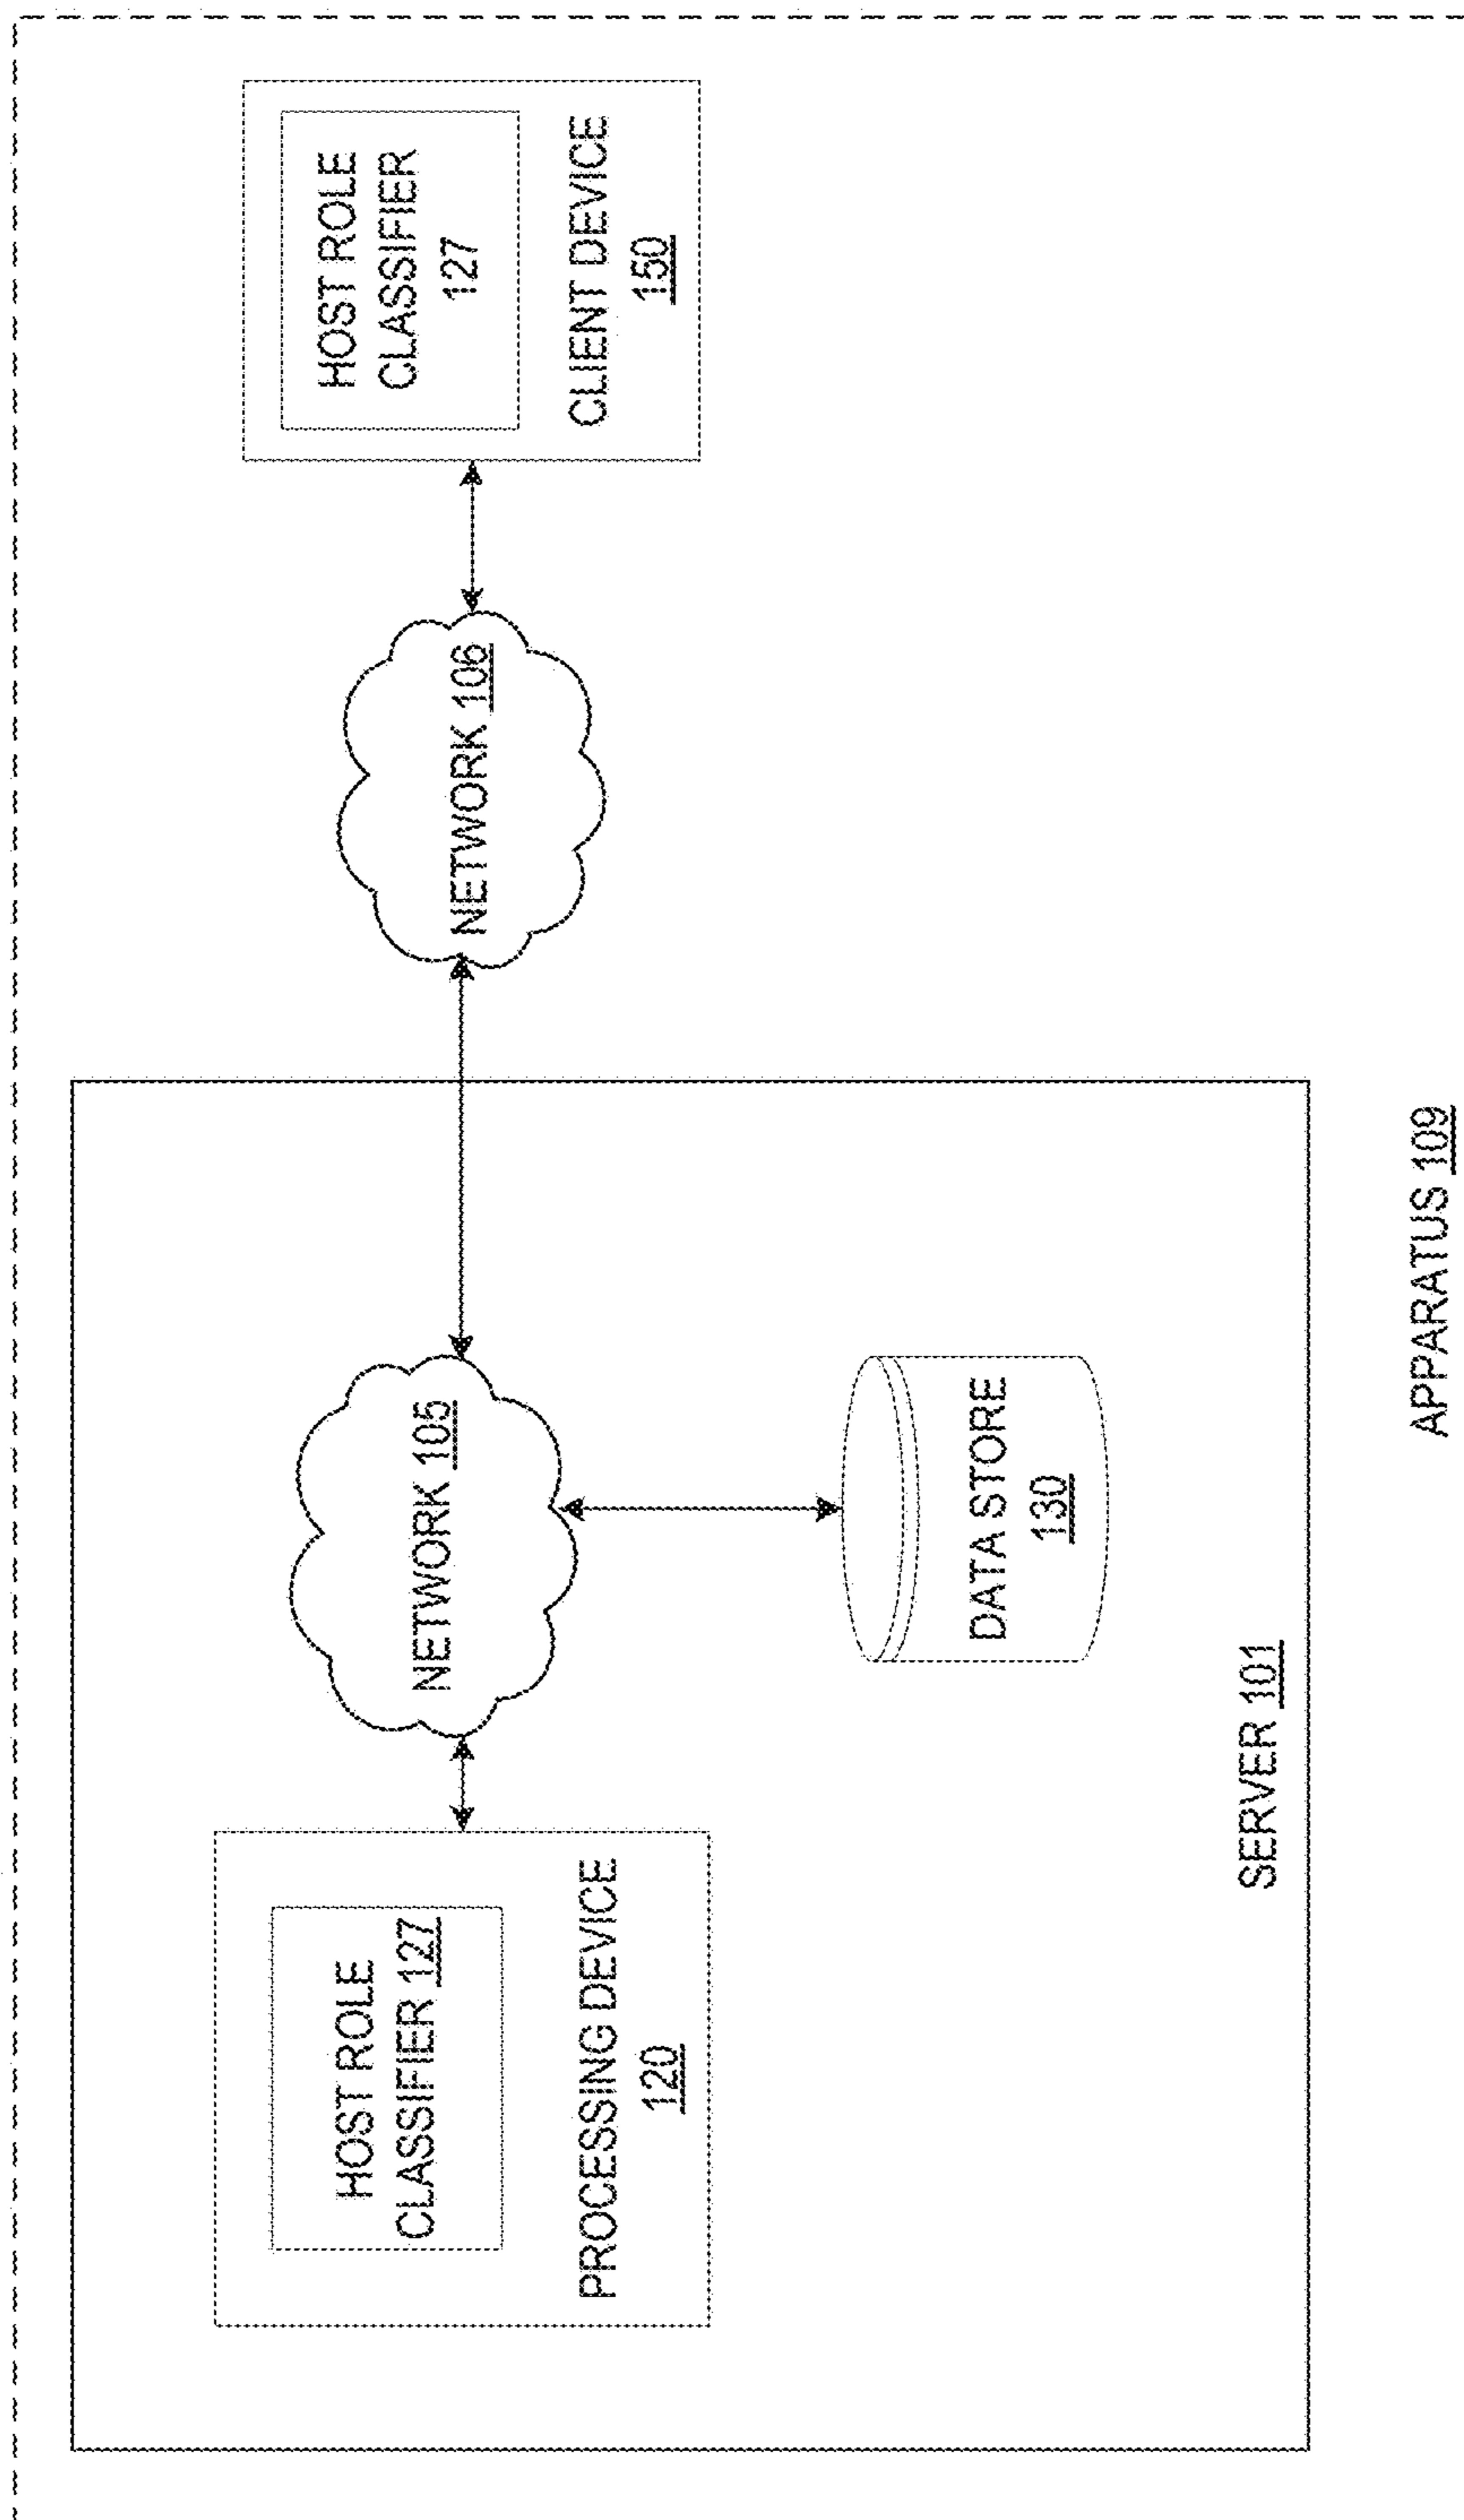 HOST ROLE
CLASSIFIER 127
PROCESSING DEVICE
120
NETWORK 105
DATA STORE
130
SERVER 101
NETWORK 106
HOST ROLE
CLASSIFIER
127
CLIENT DEVICE
150
APPARATUS 109